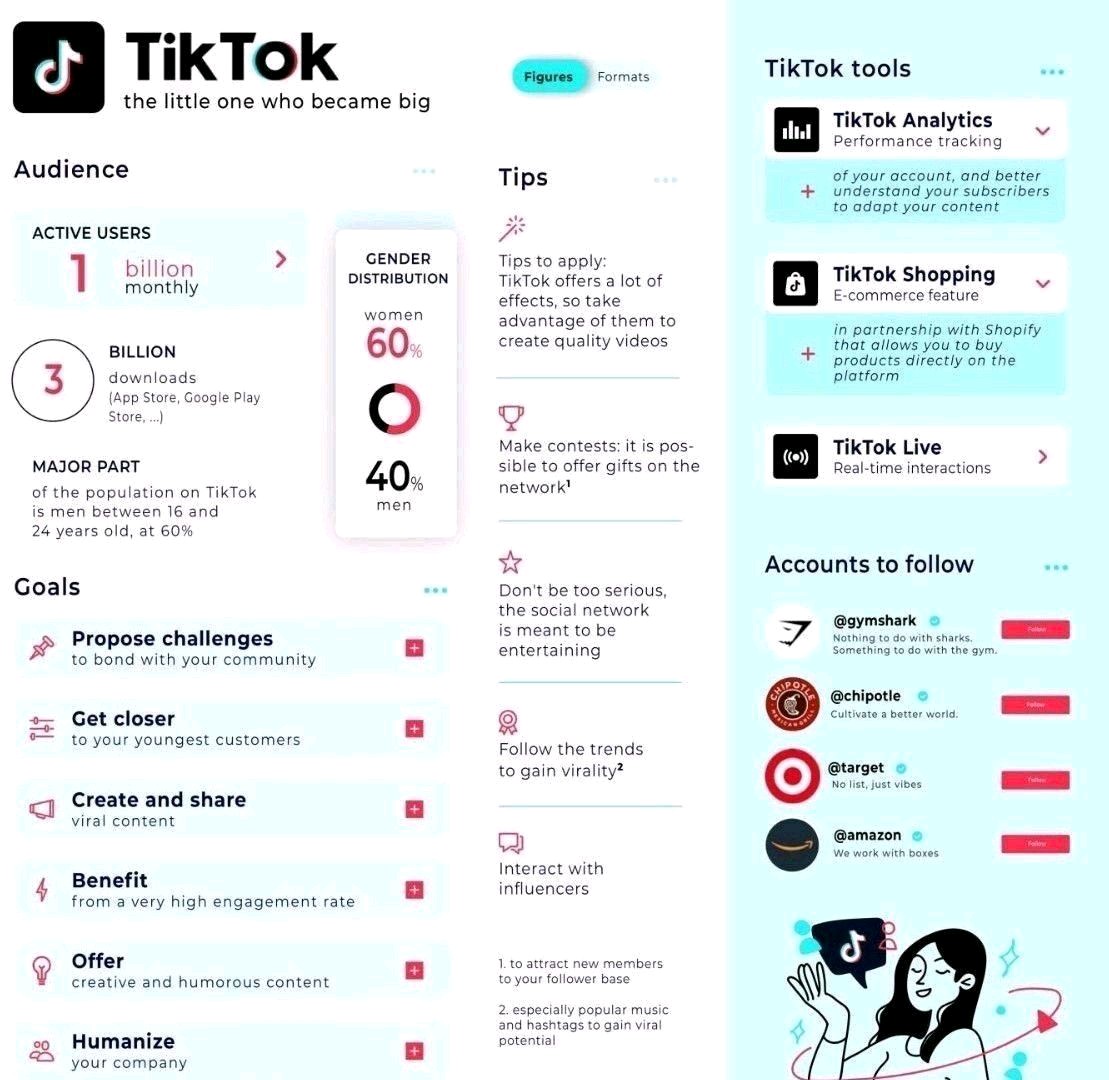 TikTok
the little one who became big
Figures
Formats
Audience
ACTIVE USERS
1 billion
monthly
3
BILLION
downloads
(App Store, Google Play
Store, ...)
MAJOR PART
of the population on TikTok
is men between 16 and
24 years old, at 60%
GENDER
DISTRIBUTION
women
60%
40%
men
Goals
Propose challenges
to bond with your community
Get closer
to your youngest customers
Create and share
viral content
Benefit
from a very high engagement rate
Offer
creative and humorous content
Humanize
your company
Tips
Tips to apply:
TikTok offers a lot of
effects, so take
advantage of them to
create quality videos
Make contests: it is pos-
sible to offer gifts on the
network¹
Don't be too serious,
the social network
is meant to be
entertaining
Follow the trends
to gain virality²
Interact with
influencers
1. to attract new members
to your follower base
2. especially popular music
and hashtags to gain viral
potential
TikTok tools
TikTok Analytics
Performance tracking
+ of your account, and better
understand your subscribers
to adapt your content
TikTok Shopping
E-commerce feature
+ in partnership with Shopify
that allows you to buy
products directly on the
platform
TikTok Live
Real-time interactions
Accounts to follow
@gymshark
Nothing to do with sharks.
Something to do with the gym.
Follow
CHIPOTLE
MEXICAN GRILL
@chipotle
Cultivate a better world.
Follow
@target
No list, just vibes
Follow
@amazon
We work with boxes
Follow